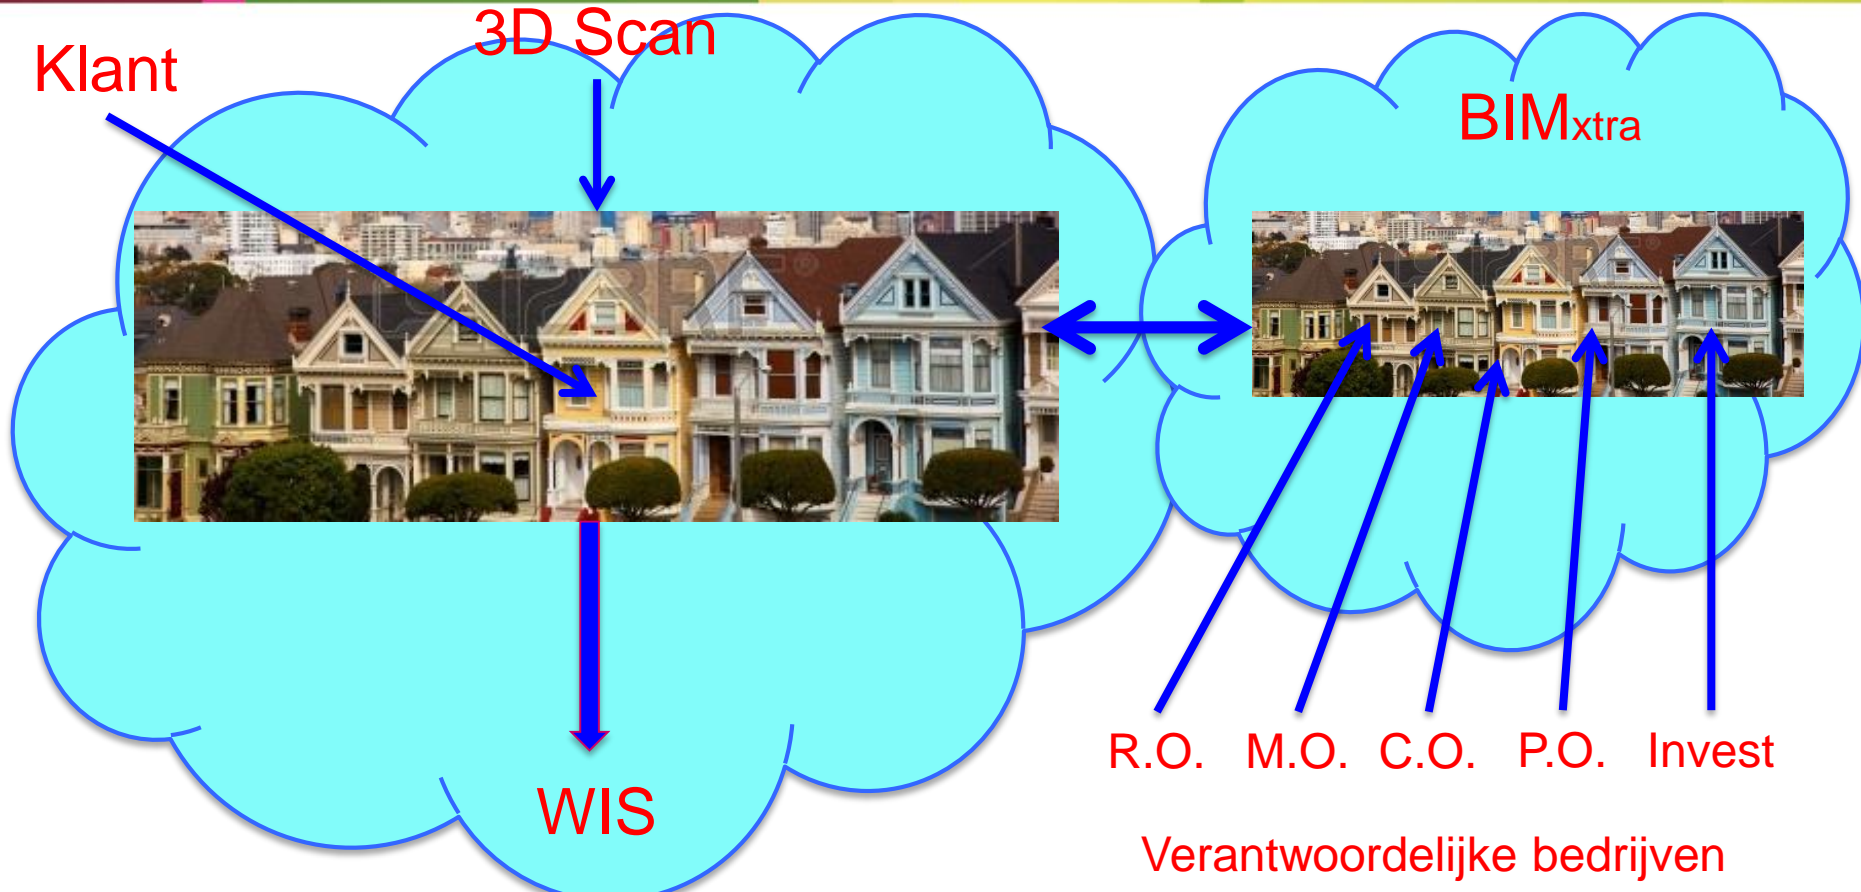 3D Scan
Klant
BIMxtra
R.O. M.O. C.O. P.O. Invest
WIS
Verantwoordelijke bedrijven